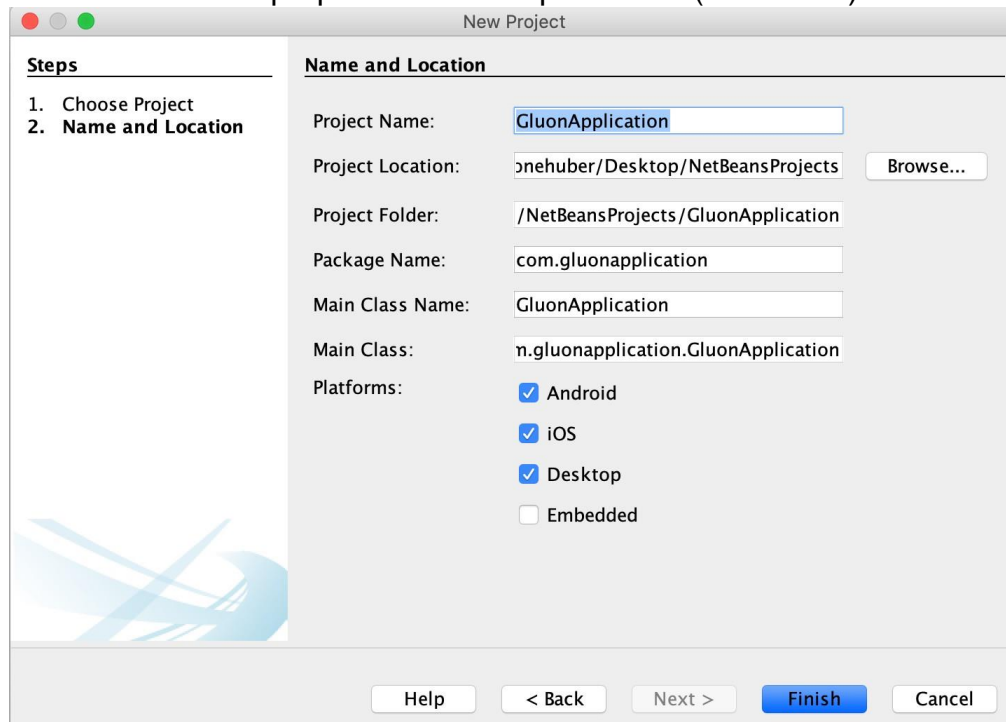 New Project
Steps
1. Choose Project
2. Name and Location
Name and Location
Project Name: GluonApplication
Project Location: onehuber/Desktop/NetBeansProjects Browse...
Project Folder: /NetBeansProjects/GluonApplication
Package Name: com.gluonapplication
Main Class Name: GluonApplication
Main Class: m.gluonapplication.GluonApplication
Platforms: Android
iOS
Desktop
Embedded
Help < Back Next > Finish Cancel